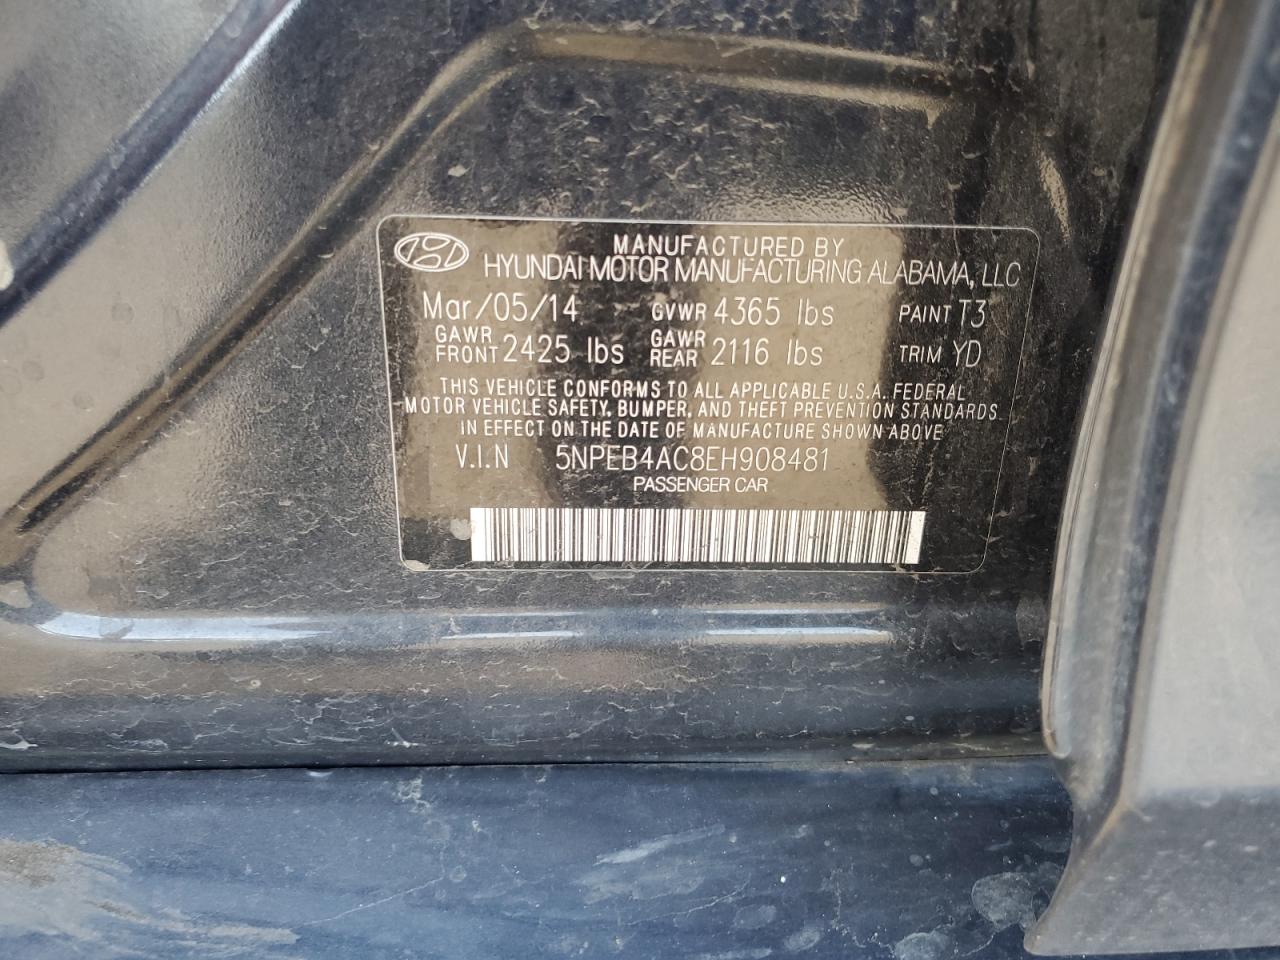 MANUFACTURED BY
HYUNDAI MOTOR MANUFACTURING ALABAMA, LLC
Mar/05/14 GVWR 4365 lbs PAINT T3
GAWR FRONT 2425 lbs GAWR REAR 2116 lbs TRIM YD
THIS VEHICLE CONFORMS TO ALL APPLICABLE U.S.A. FEDERAL
MOTOR VEHICLE SAFETY, BUMPER, AND THEFT PREVENTION STANDARDS
IN EFFECT ON THE DATE OF MANUFACTURE SHOWN ABOVE
V.I.N 5NPEB4AC8EH908481
PASSENGER CAR